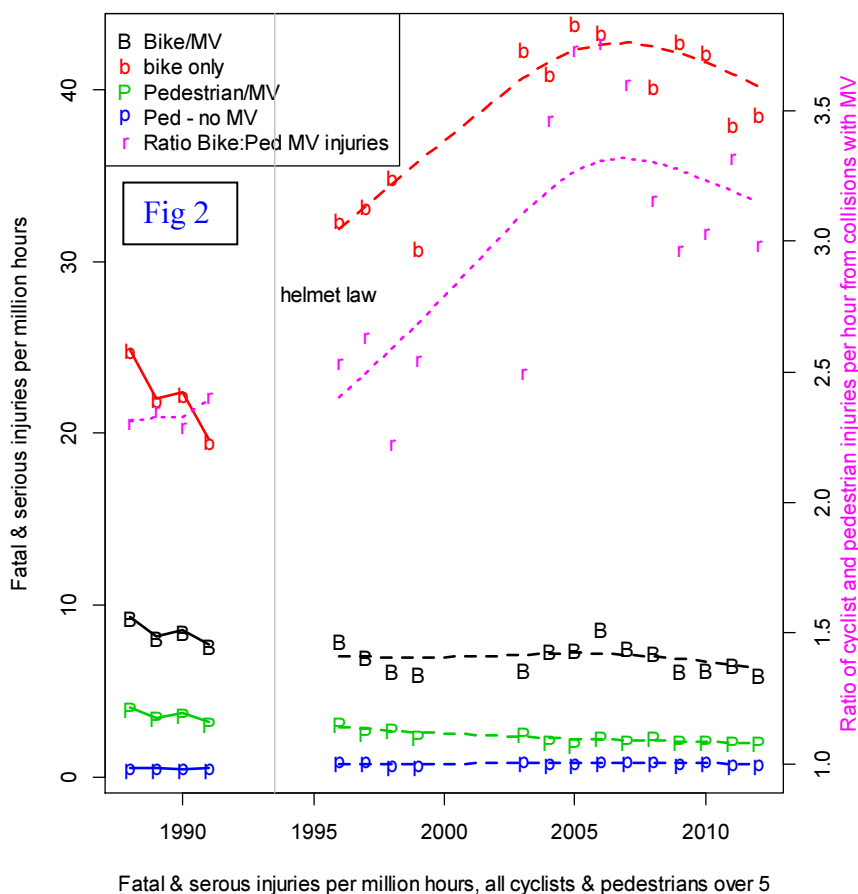 B Bike/MV
b bike only
P Pedestrian/MV
p Ped - no MV
r Ratio Bike:Ped MV injuries
Fig 2
helmet law
Fatal & serious injuries per million hours
0
10
20
30
40
Ratio of cyclist and pedestrian injuries per hour from collisions with MV
1.0
1.5
2.0
2.5
3.0
3.5
1990
1995
2000
2005
2010
Fatal & serous injuries per million hours, all cyclists & pedestrians over 5